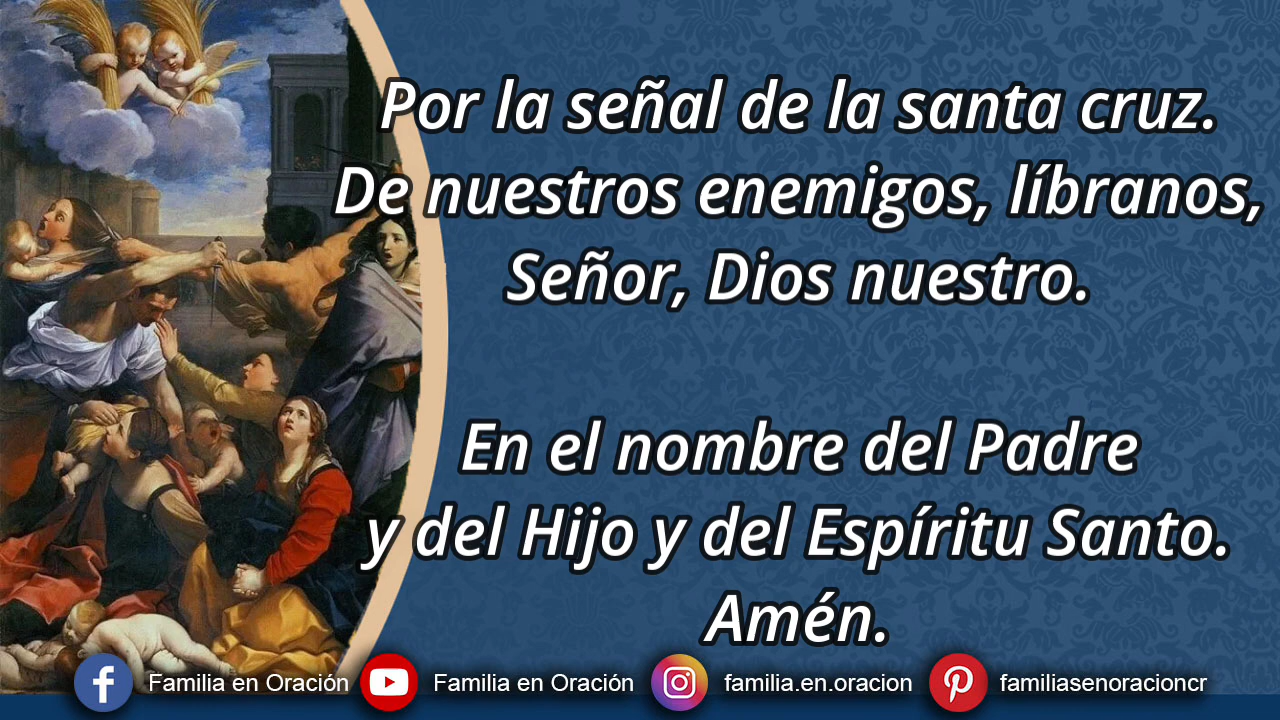 Por la señal de la santa cruz.
De nuestros enemigos, líbranos,
Señor, Dios nuestro.
En el nombre del Padre
y del Hijo y del Espíritu Santo.
Amén.
Familia en Oración
Familia en Oración
familia.en.oracion
familiasenoracioncr